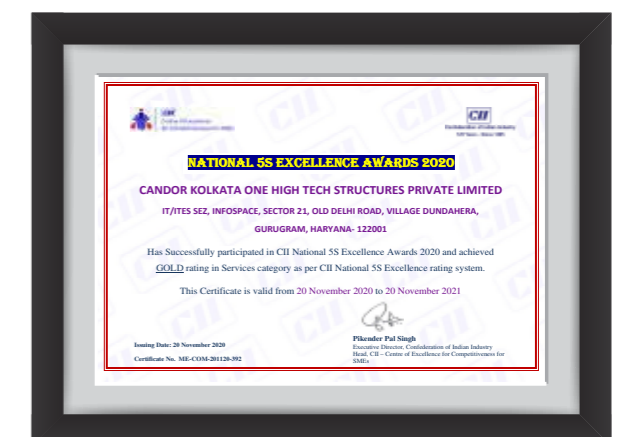 CII
NATIONAL 5S EXCELLENCE AWARDS 2020
CANDOR KOLKATA ONE HIGH TECH STRUCTURES PRIVATE LIMITED
IT/ITES SEZ, INFOSPACE, SECTOR 21, OLD DELHI ROAD, VILLAGE DUNDAHERA,
GURUGRAM, HARYANA- 122001
Has Successfully participated in CII National 5S Excellence Awards 2020 and achieved
GOLD rating in Services category as per CII National 5S Excellence rating system.
This Certificate is valid from 20 November 2020 to 20 November 2021
Issuing Date: 20 November 2020
Certificate No. ME-COM-201120-392
Pikender Pal Singh
Executive Director, Confederation of Indian Industry
Head, CII – Centre of Excellence for Competitiveness for
SMEs